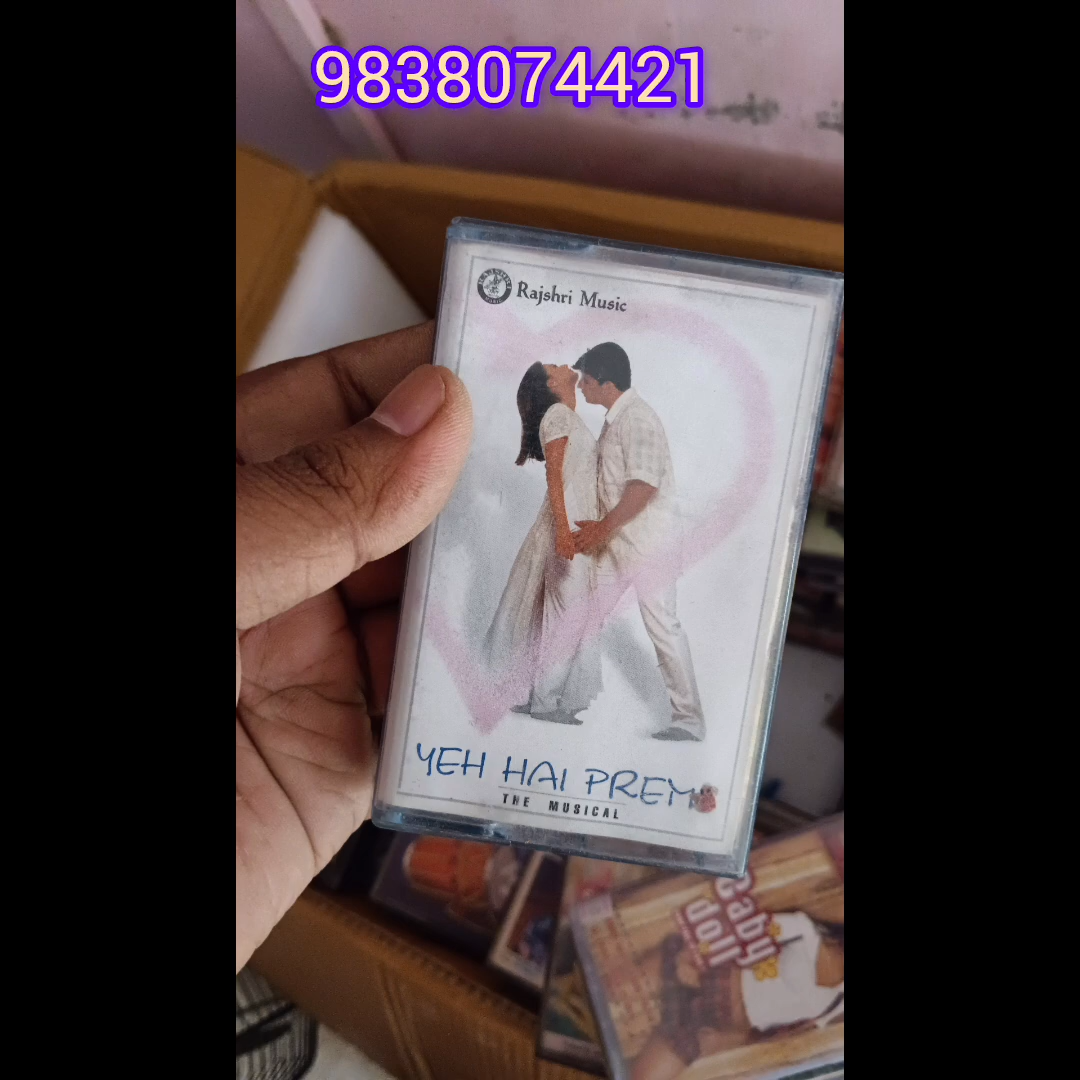 9838074421
Rajshri Music
YEH HAI PREM
THE MUSICAL
Baby
doll